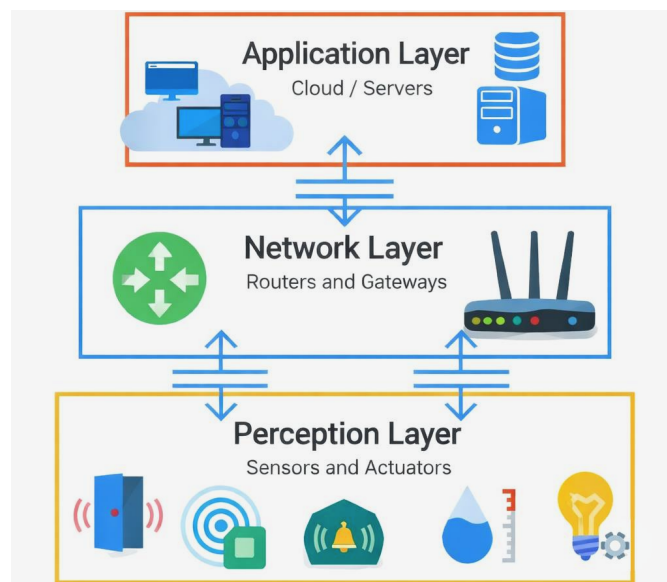 Application Layer
Cloud / Servers
Network Layer
Routers and Gateways
Perception Layer
Sensors and Actuators